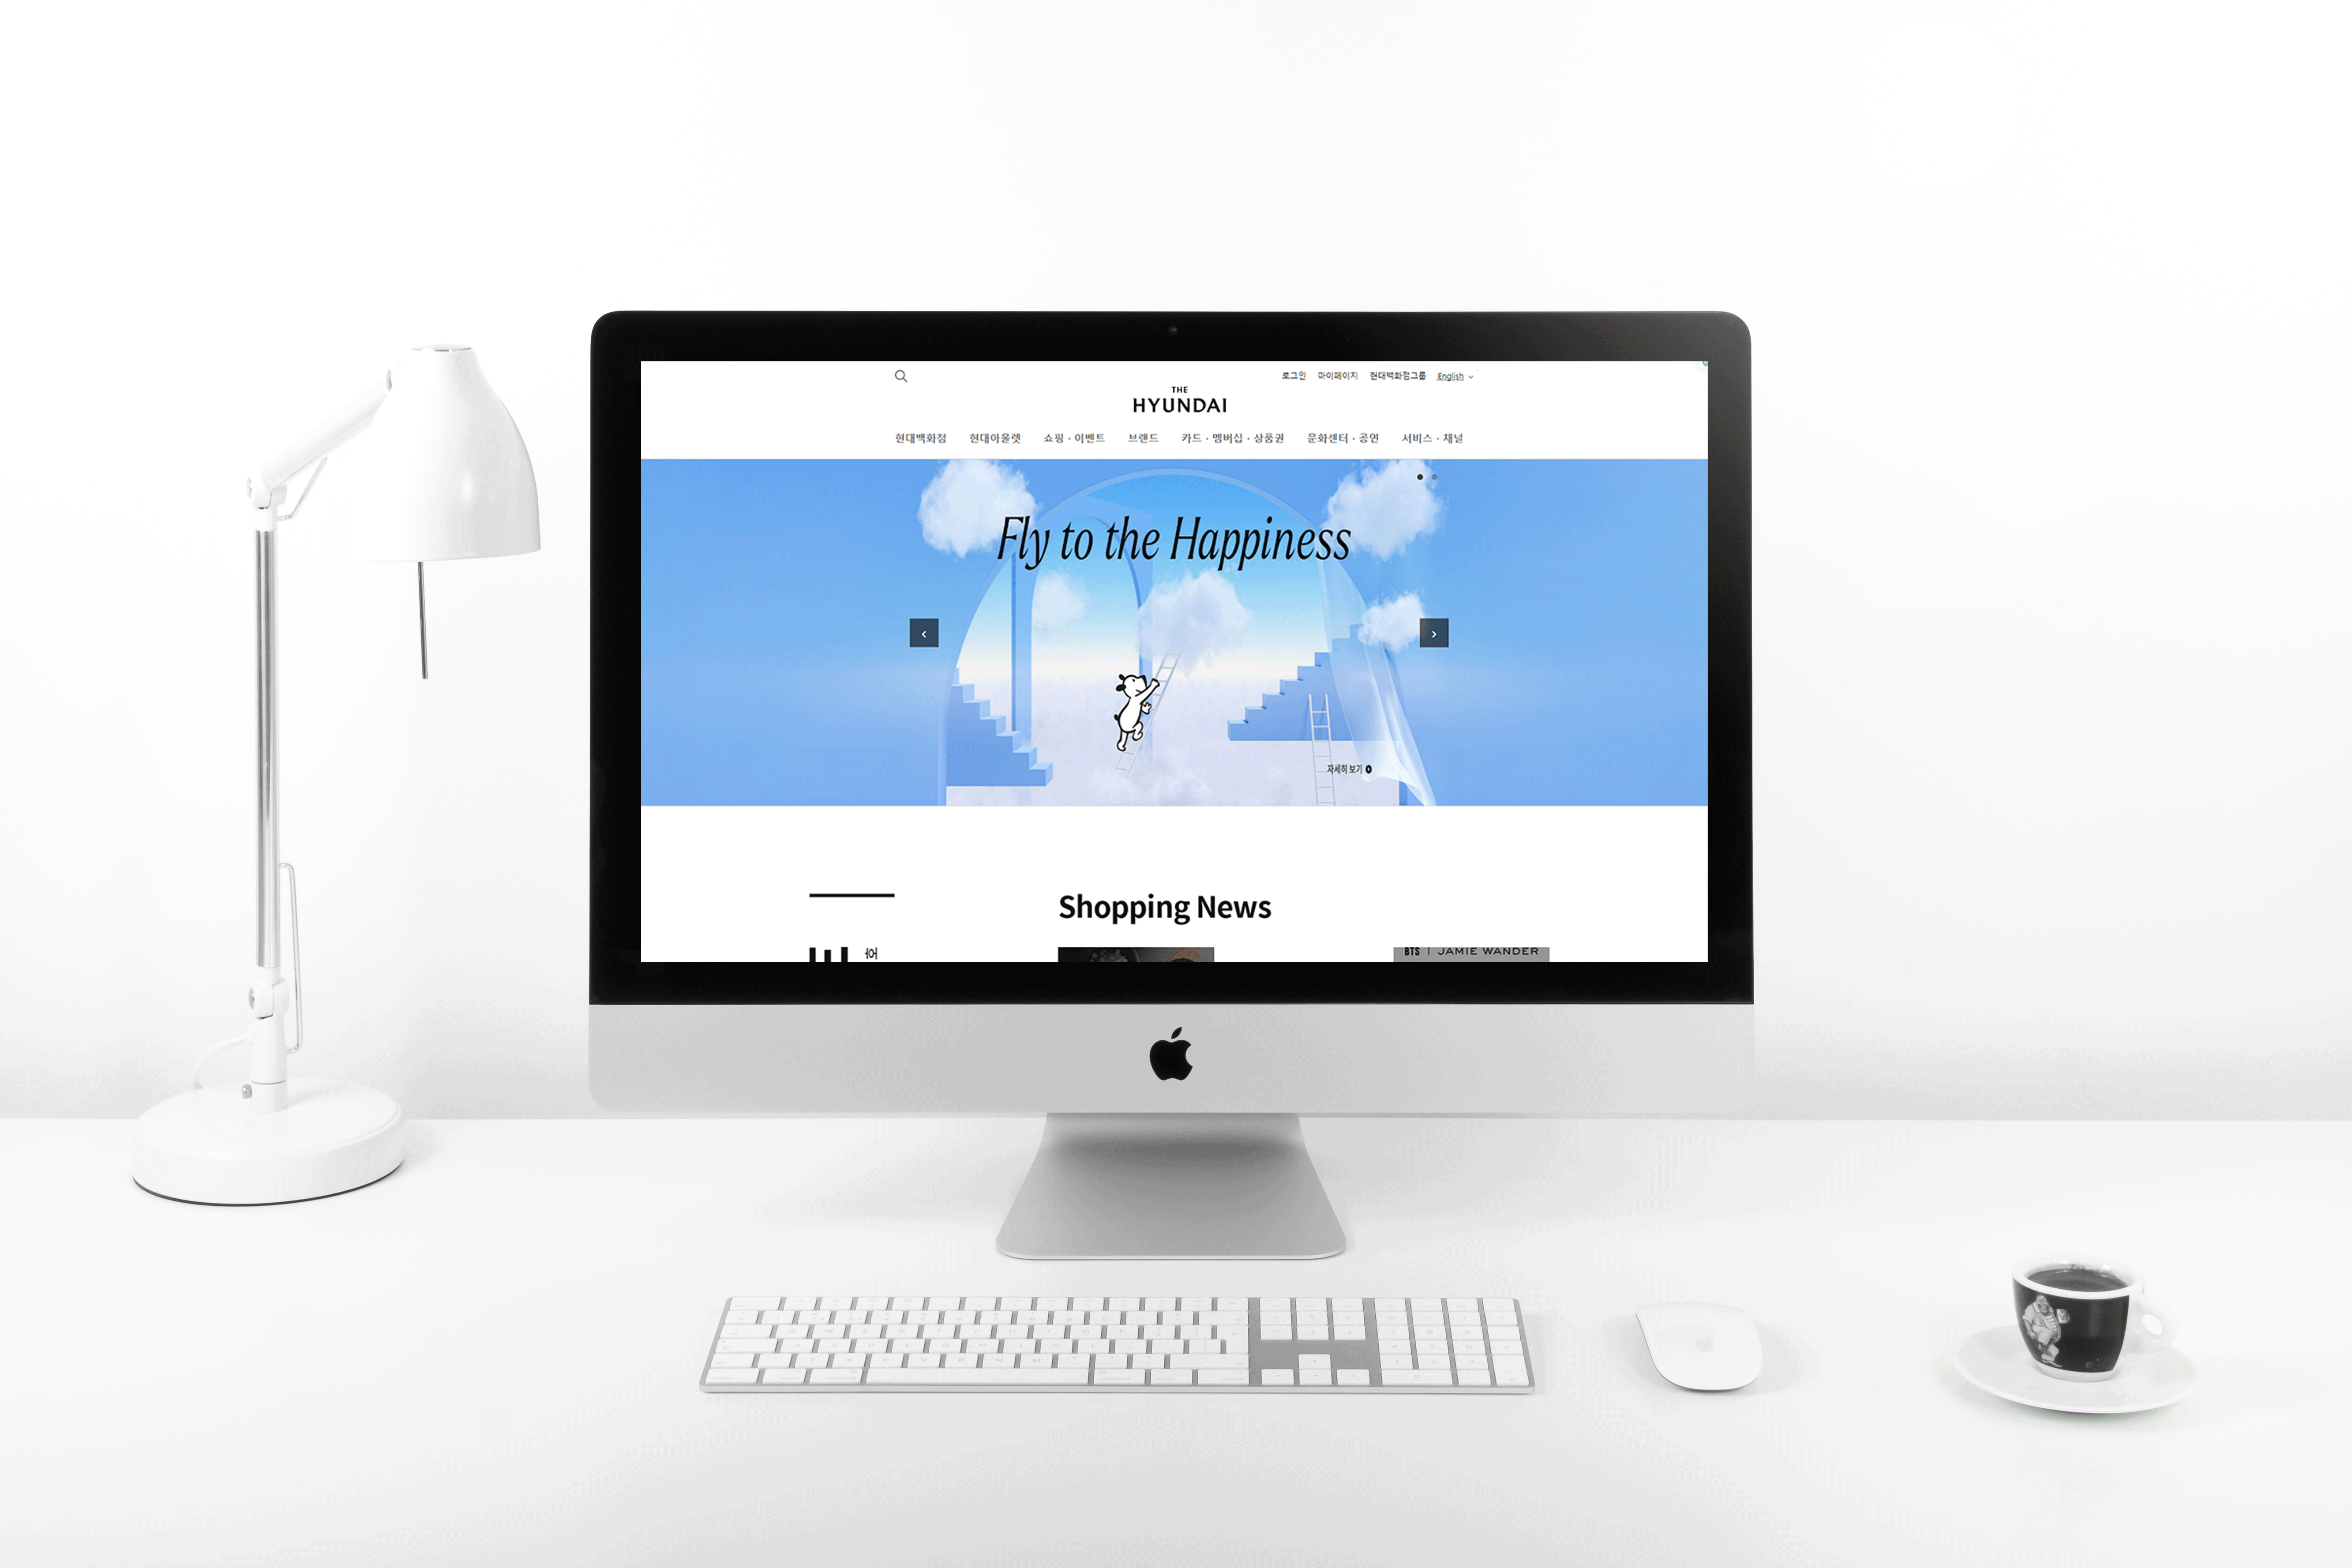 로그인 마이페이지 현대백화점그룹 English
THE
HYUNDAI
현대백화점 현대아울렛 쇼핑 · 이벤트 브랜드 카드 · 멤버십 · 상품권 문화센터 · 공연 서비스 · 채널
Fly to the Happiness
자세히 보기
Shopping News
BTS | JAMIE WANDER